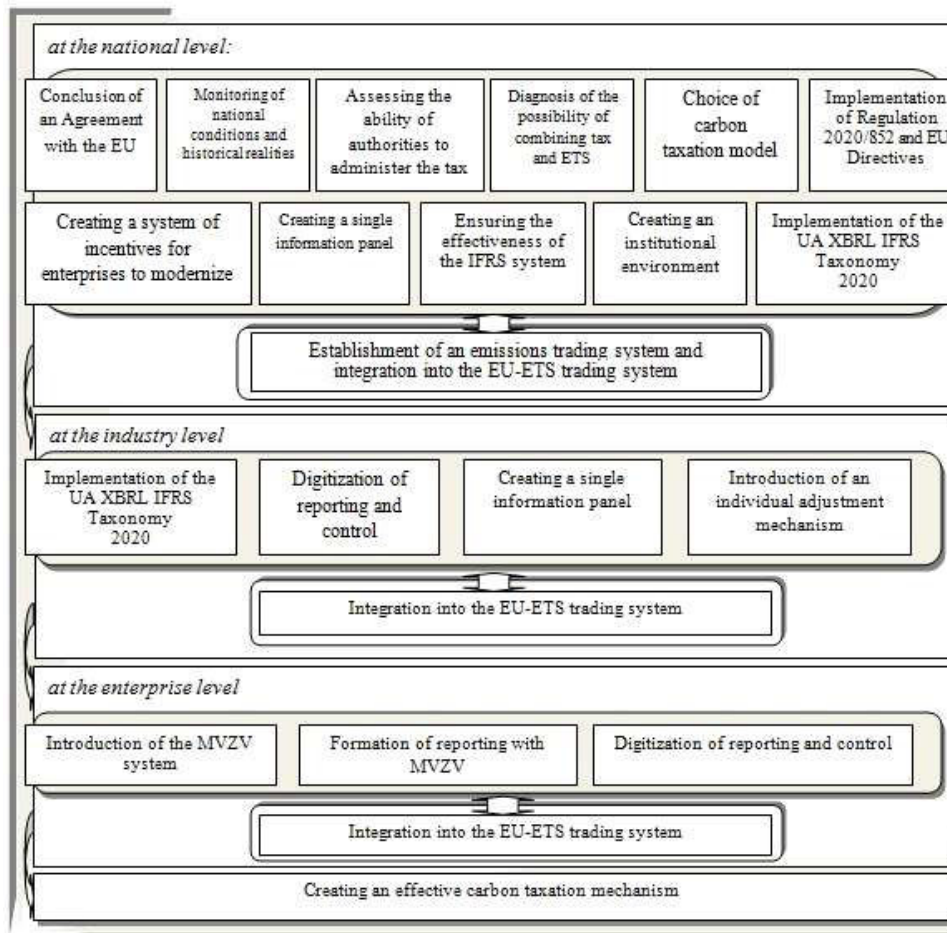 at the national level:
Conclusion of
an Agreement
with the EU
Monitoring of
national
conditions and
historical realities
Assessing the
ability of
authorities to
administer the tax
Diagnosis of the
possibility of
combining tax
and ETS
Choice of
carbon
taxation model
Implementation
of Regulation
2020/852 and EU
Directives
Creating a system of
incentives for
enterprises to modernize
Creating a single
information panel
Ensuring the
effectiveness of
the IFRS system
Creating an
institutional
environment
Implementation of the
UA XBRL IFRS
Taxonomy
2020
Establishment of an emissions trading system and
integration into the EU-ETS trading system
at the industry level
Implementation of the
UA XBRL IFRS
Taxonomy
2020
Digitization of
reporting and
control
Creating a single
information panel
Introduction of an
individual adjustment
mechanism
Integration into the EU-ETS trading system
at the enterprise level
Introduction of the MVZV
system
Formation of reporting with
MVZV
Digitization of reporting and control
Integration into the EU-ETS trading system
Creating an effective carbon taxation mechanism